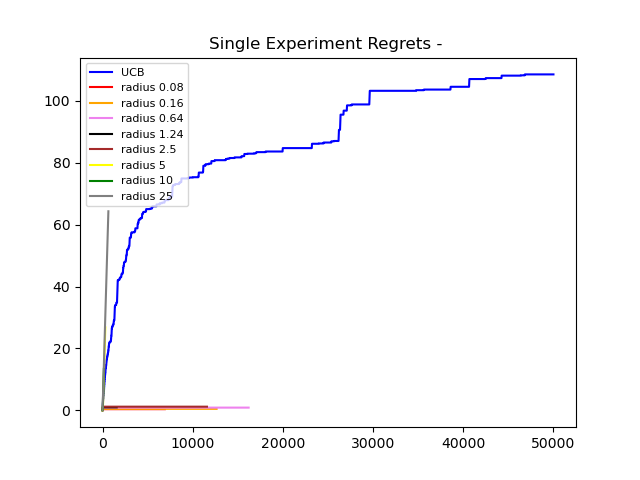 Single Experiment Regrets -
UCB
radius 0.08
radius 0.16
radius 0.64
radius 1.24
radius 2.5
radius 5
radius 10
radius 25
100
80
60
40
20
0
0 10000 20000 30000 40000 50000